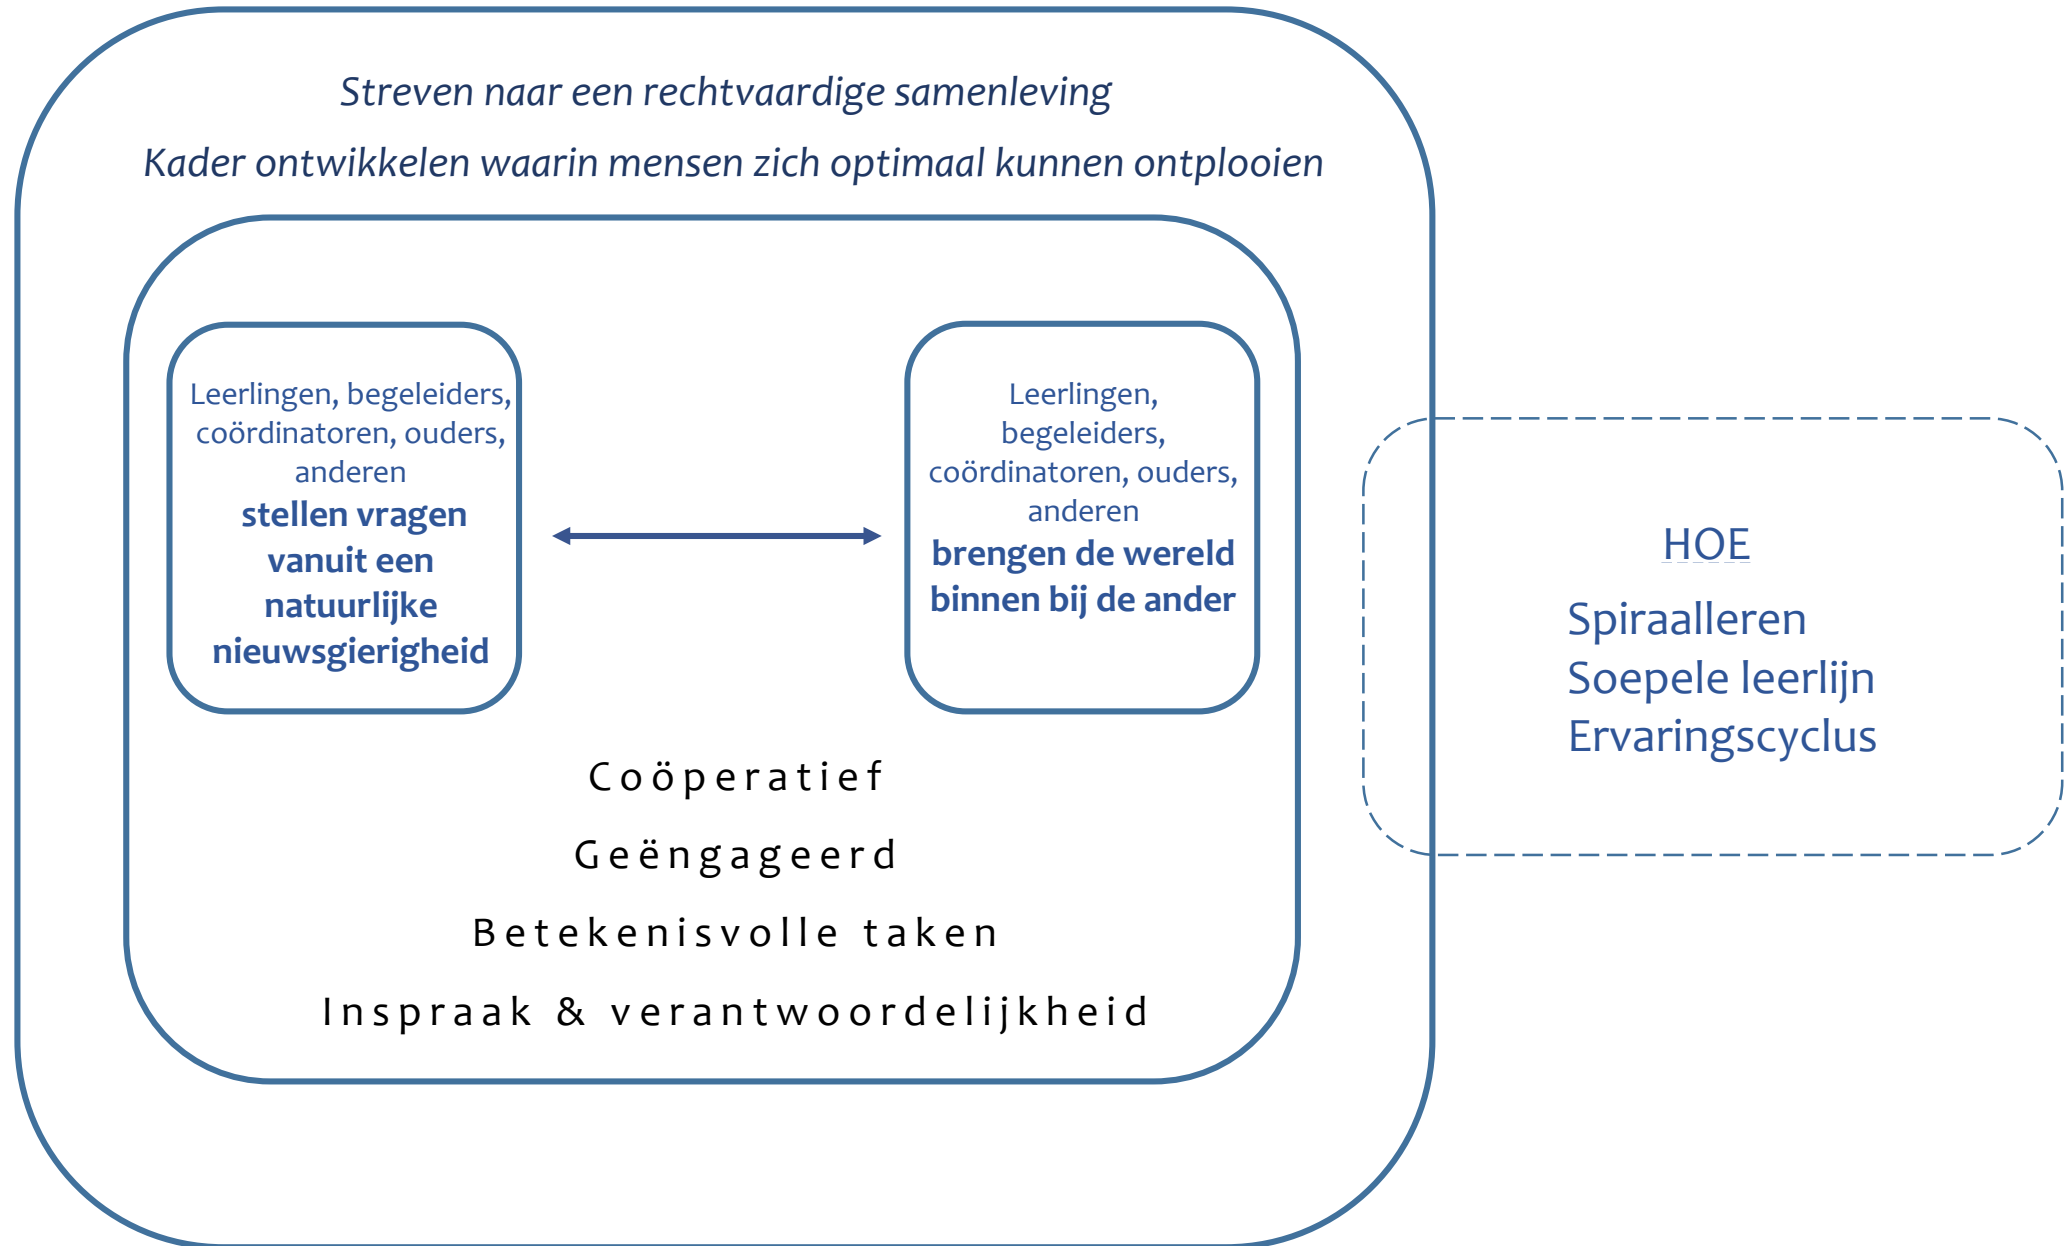 Streven naar een rechtvaardige samenleving
Kader ontwikkelen waarin mensen zich optimaal kunnen ontplooien
Leerlingen, begeleiders,
coördinatoren, ouders,
anderen
stellen vragen
vanuit een
natuurlijke
nieuwsgierigheid
Leerlingen,
begeleiders,
coördinatoren, ouders,
anderen
brengen de wereld
binnen bij de ander
Coöperatief
Geëngageerd
Betekenisvolle taken
Inspraak & verantwoordelijkheid
HOE
Spiraalleren
Soepele leerlijn
Ervaringscyclus